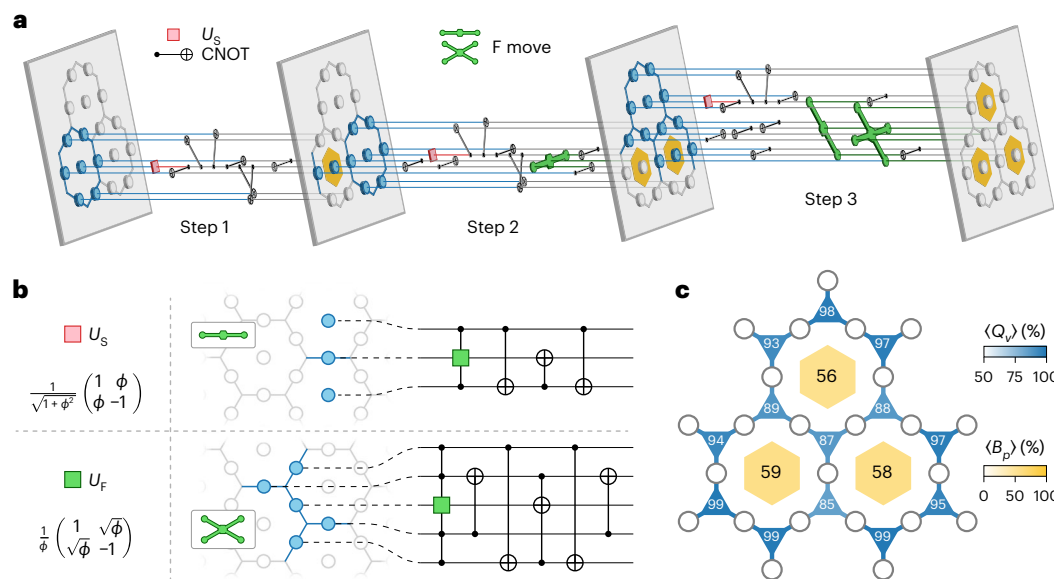 a
U_S
CNOT
F move
Step 1
Step 2
Step 3
b
U_S
1/√(1+ϕ²) (1 ϕ
ϕ −1)
U_F
1/ϕ (1 √ϕ
√ϕ −1)
c
⟨Q_v⟩ (%)
50 75 100
⟨B_p⟩ (%)
0 50 100
98
93 97
56
89 88
94 87 97
59 58
99 85 95
99 99